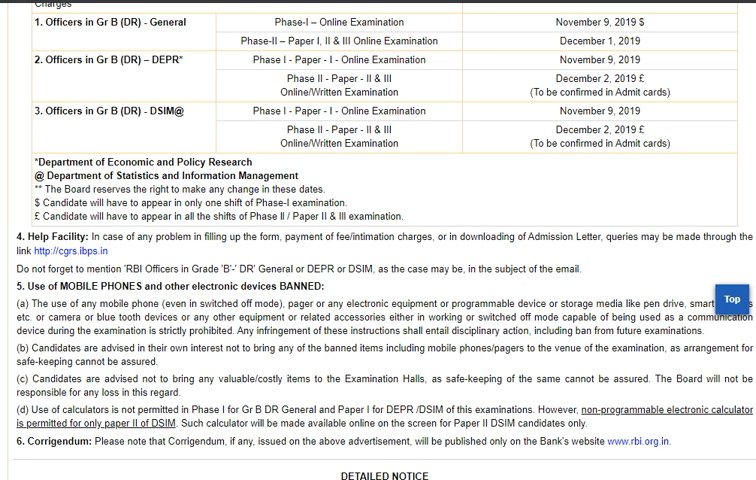 Charges
1. Officers in Gr B (DR) - General Phase-I – Online Examination November 9, 2019 $
Phase-II – Paper I, II & III Online Examination December 1, 2019
2. Officers in Gr B (DR) – DEPR* Phase I - Paper - I - Online Examination November 9, 2019
Phase II - Paper - II & III
Online/Written Examination
December 2, 2019 £
(To be confirmed in Admit cards)
3. Officers in Gr B (DR) - DSIM@ Phase I - Paper - I - Online Examination November 9, 2019
Phase II - Paper - II & III
Online/Written Examination
December 2, 2019 £
(To be confirmed in Admit cards)
*Department of Economic and Policy Research
@ Department of Statistics and Information Management
** The Board reserves the right to make any change in these dates.
$ Candidate will have to appear in only one shift of Phase-I examination.
£ Candidate will have to appear in all the shifts of Phase II / Paper II & III examination.
4. Help Facility: In case of any problem in filling up the form, payment of fee/intimation charges, or in downloading of Admission Letter, queries may be made through the
link http://cgrs.ibps.in
Do not forget to mention 'RBI Officers in Grade 'B'-' DR' General or DEPR or DSIM, as the case may be, in the subject of the email.
5. Use of MOBILE PHONES and other electronic devices BANNED:
(a) The use of any mobile phone (even in switched off mode), pager or any electronic equipment or programmable device or storage media like pen drive,
etc. or camera or blue tooth devices or any other equipment or related accessories either in working or switched off mode capable of being used as a communication
device during the examination is strictly prohibited. Any infringement of these instructions shall entail disciplinary action, including ban from future examinations.
(b) Candidates are advised in their own interest not to bring any of the banned items including mobile phones/pagers to the venue of the examination, as arrangement for
safe-keeping cannot be assured.
(c) Candidates are advised not to bring any valuable/costly items to the Examination Halls, as safe-keeping of the same cannot be assured. The Board will not be
responsible for any loss in this regard.
(d) Use of calculators is not permitted in Phase I for Gr B DR General and Paper I for DEPR /DSIM of this examinations. However, non-programmable electronic calculator
is permitted for only paper II of DSIM. Such calculator will be made available online on the screen for Paper II DSIM candidates only.
6. Corrigendum: Please note that Corrigendum, if any, issued on the above advertisement, will be published only on the Bank's website www.rbi.org.in.
DETAILED NOTICE
Top